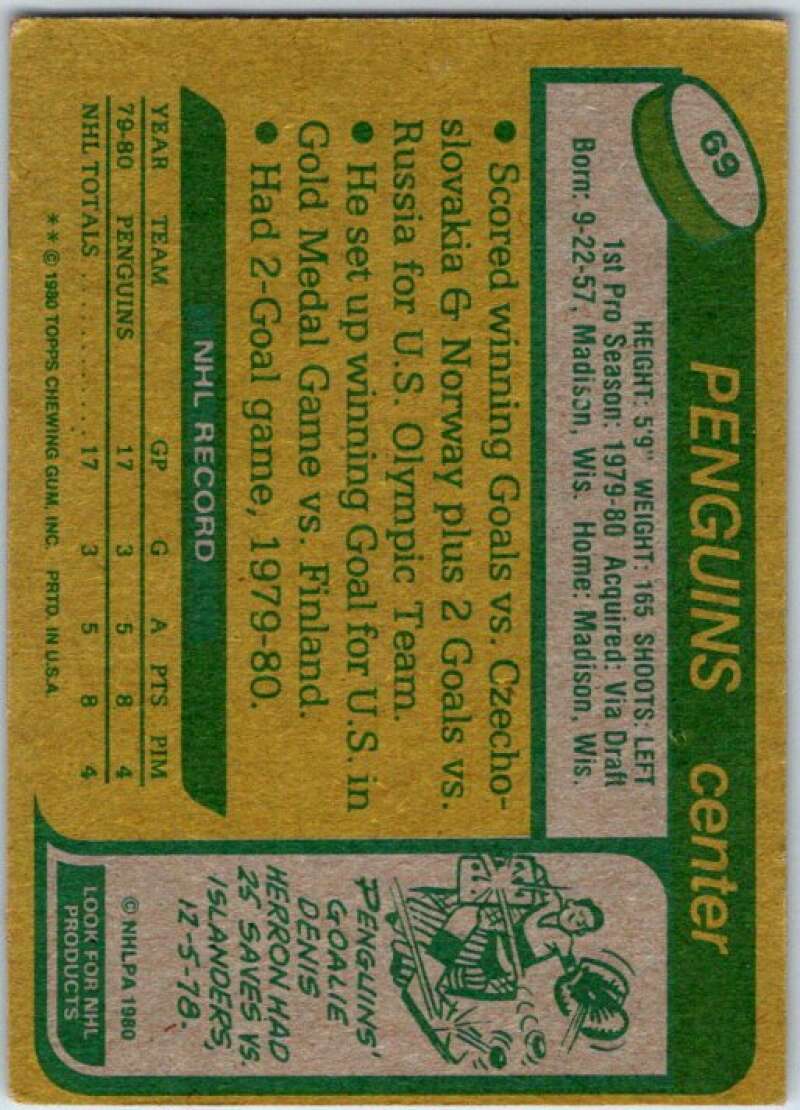 69
PENGUINS center
HEIGHT: 5'9" WEIGHT: 165 SHOOTS: LEFT
1st Pro Season: 1979-80 Acquired: Via Draft
Born: 9-22-57, Madison, Wis. Home: Madison, Wis.
● Scored winning Goals vs. Czecho-
slovakia & Norway plus 2 Goals vs.
Russia for U.S. Olympic Team.
● He set up winning Goal for U.S. in
Gold Medal Game vs. Finland.
● Had 2-Goal game, 1979-80.
NHL RECORD
YEAR TEAM GP G A PTS PIM
79-80 PENGUINS 17 3 5 8 4
NHL TOTALS .......... 17 3 5 8 4
** © 1980 TOPPS CHEWING GUM, INC. PRTD. IN U.S.A.
PENGUINS'
GOALIE
DENIS
HERRON HAD
25 SAVES VS.
ISLANDERS,
12-5-78.
© NHLPA 1980
LOOK FOR NHL
PRODUCTS